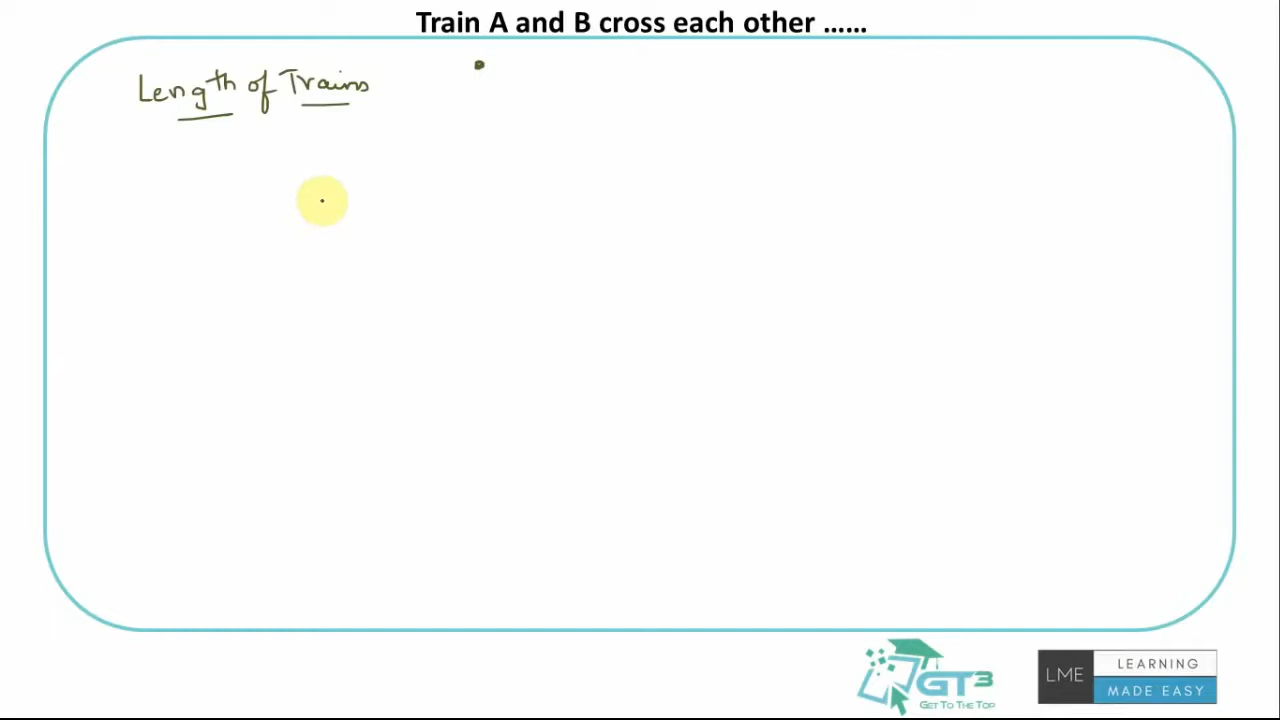 Train A and B cross each other ......
Length of Trains
GT3
GET TO THE TOP
LME
LEARNING
MADE EASY